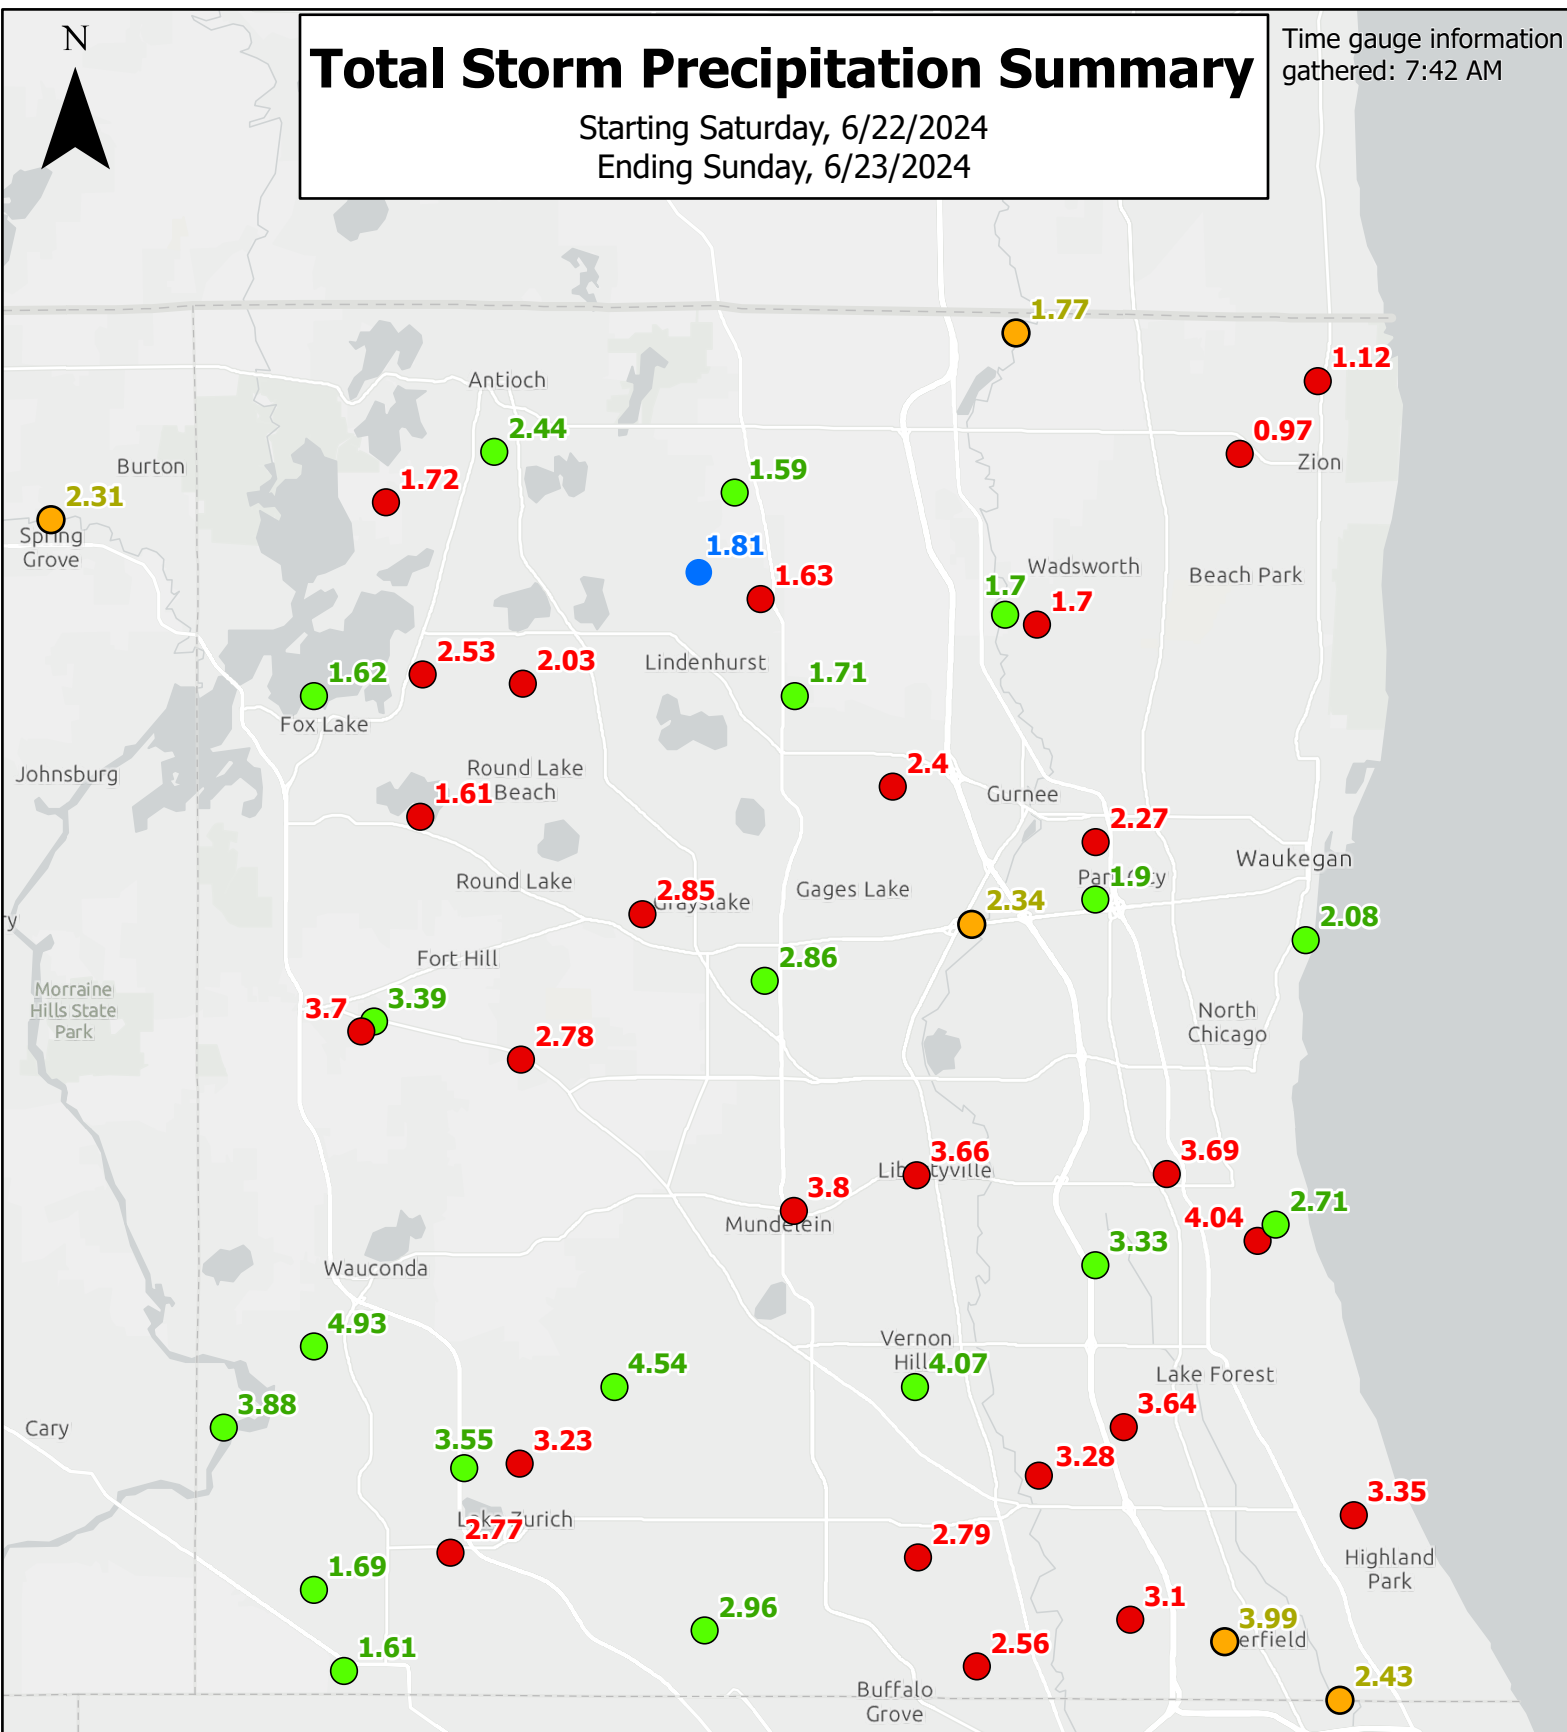 N
Total Storm Precipitation Summary
Starting Saturday, 6/22/2024
Ending Sunday, 6/23/2024
Time gauge information
gathered: 7:42 AM
1.77
1.12
Antioch
2.44
0.97
Zion
Burton
1.59
1.72
2.31
Spring
Grove
1.81
1.63
Wadsworth
Beach Park
1.7
1.7
2.53
2.03
Lindenhurst
1.62
1.71
Fox Lake
Johnsburg
Round Lake
Beach
2.4
1.61
Gurnee
2.27
Waukegan
Round Lake
Gages Lake
1.9
2.85
Grayslake
2.34
2.08
Fort Hill
2.86
Morraine
Hills State
Park
3.39
3.7
North
Chicago
2.78
3.66
Libertyville
3.69
3.8
Mundelein
2.71
4.04
3.33
Wauconda
4.93
Vernon
4.54
4.07
Lake Forest
3.88
Cary
3.64
3.55
3.23
3.28
3.35
Lake Zurich
2.77
2.79
Highland
Park
1.69
3.1
2.96
3.99
erfield
1.61
2.56
2.43
Buffalo
Grove